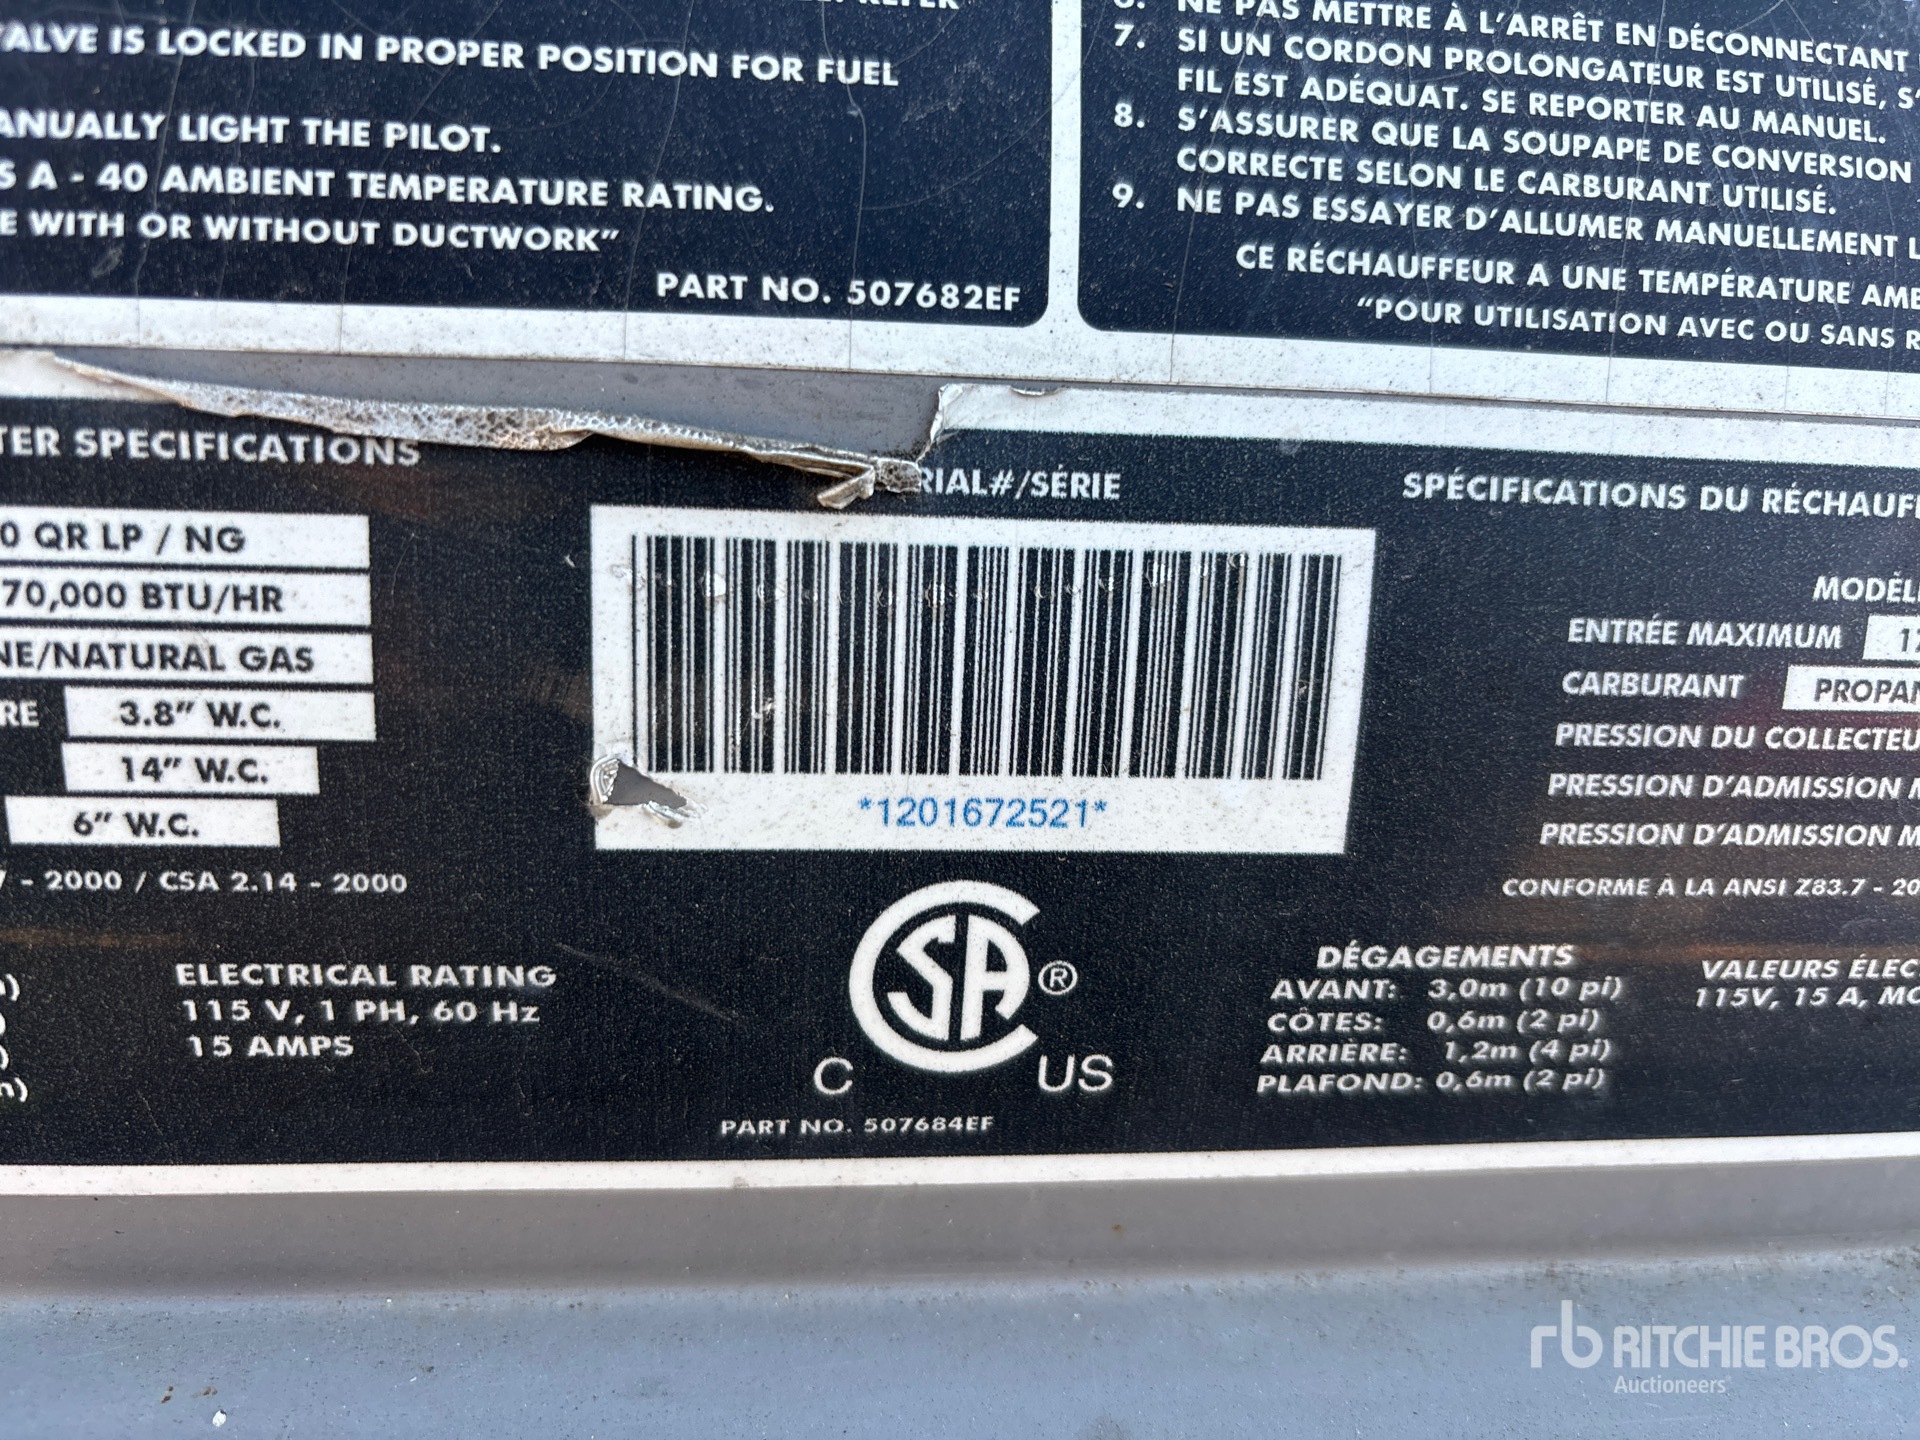 VALVE IS LOCKED IN PROPER POSITION FOR FUEL
MANUALLY LIGHT THE PILOT.
S A - 40 AMBIENT TEMPERATURE RATING.
E WITH OR WITHOUT DUCTWORK"
PART NO. 507682EF
6. NE PAS METTRE À L'ARRÊT EN DÉCONNECTANT
7. SI UN CORDON PROLONGATEUR EST UTILISÉ, S'
FIL EST ADÉQUAT. SE REPORTER AU MANUEL.
8. S'ASSURER QUE LA SOUPAPE DE CONVERSION
CORRECTE SELON LE CARBURANT UTILISÉ.
9. NE PAS ESSAYER D'ALLUMER MANUELLEMENT L
CE RÉCHAUFFEUR A UNE TEMPÉRATURE AMB
"POUR UTILISATION AVEC OU SANS R
TER SPECIFICATIONS
0 QR LP / NG
70,000 BTU/HR
NE/NATURAL GAS
RE 3.8" W.C.
14" W.C.
6" W.C.
7 - 2000 / CSA 2.14 - 2000
ELECTRICAL RATING
115 V, 1 PH, 60 Hz
15 AMPS
RIAL#/SÉRIE
*1201672521*
CSA ®
C US
PART NO. 507684EF
SPÉCIFICATIONS DU RÉCHAUF
MODÈL
ENTRÉE MAXIMUM 12
CARBURANT PROPAN
PRESSION DU COLLECTEU
PRESSION D'ADMISSION M
PRESSION D'ADMISSION M
CONFORME À LA ANSI Z83.7 - 20
DÉGAGEMENTS
AVANT: 3,0m (10 pi)
CÔTES: 0,6m (2 pi)
ARRIÈRE: 1,2m (4 pi)
PLAFOND: 0,6m (2 pi)
VALEURS ÉLEC
115V, 15 A, MO
rb RITCHIE BROS.
Auctioneers